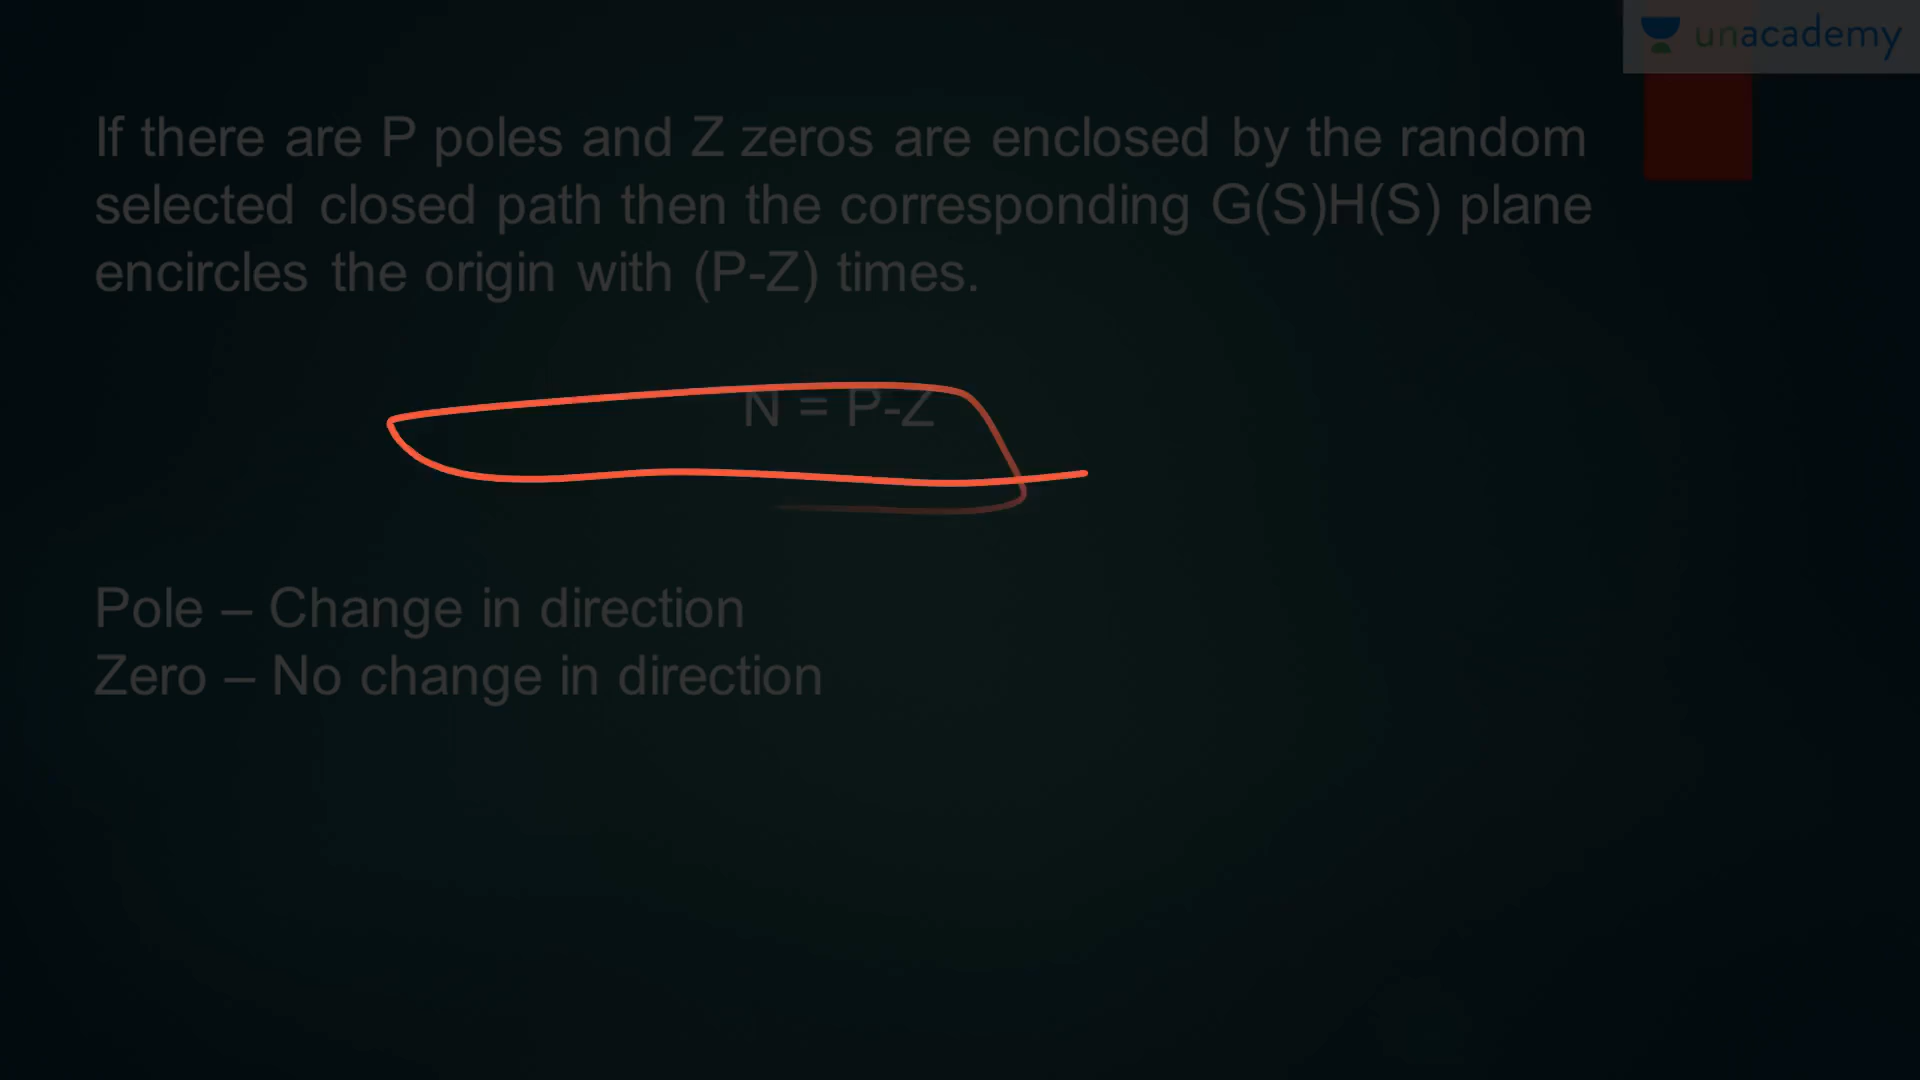 unacademy
If there are P poles and Z zeros are enclosed by the random
selected closed path then the corresponding G(S)H(S) plane
encircles the origin with (P-Z) times.
N = P-Z
Pole – Change in direction
Zero – No change in direction